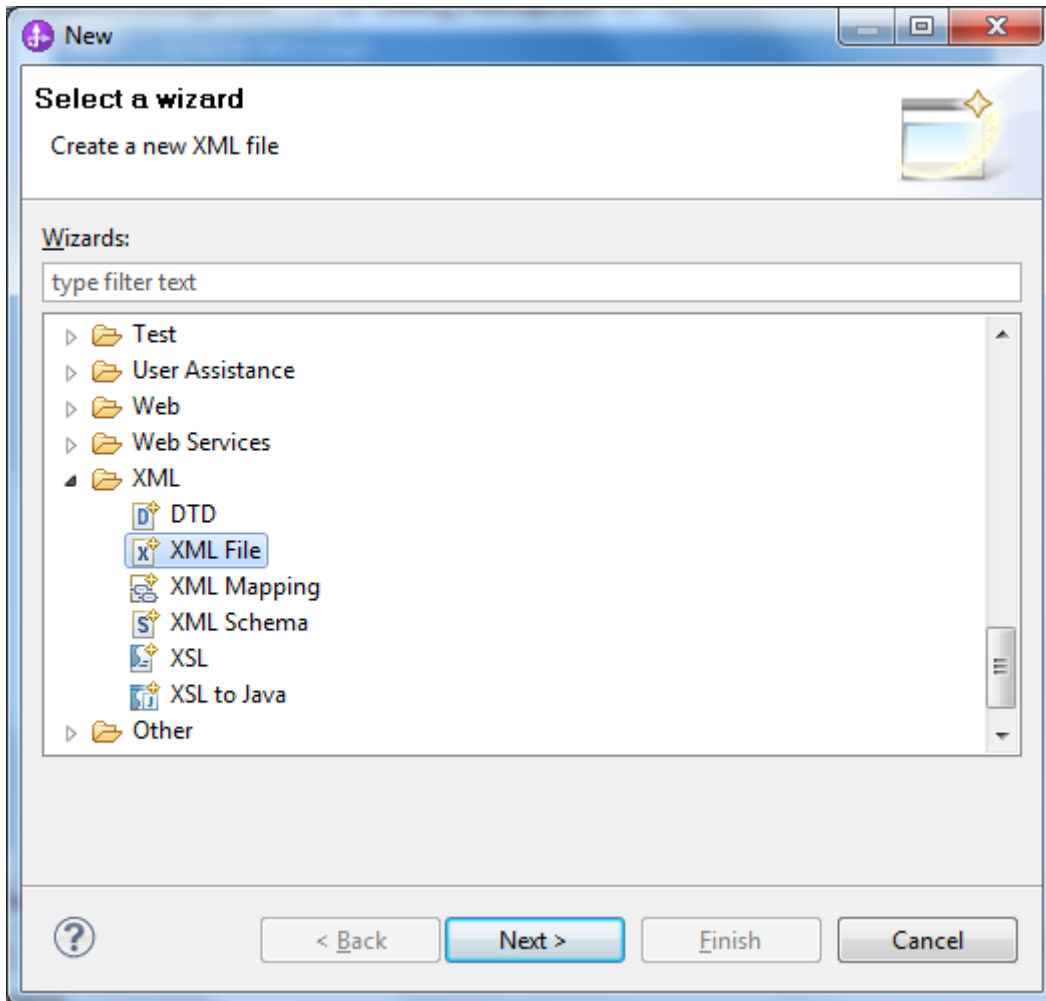 New
Select a wizard
Create a new XML file
Wizards:
type filter text
Test
User Assistance
Web
Web Services
XML
DTD
XML File
XML Mapping
XML Schema
XSL
XSL to Java
Other
< Back Next > Finish Cancel